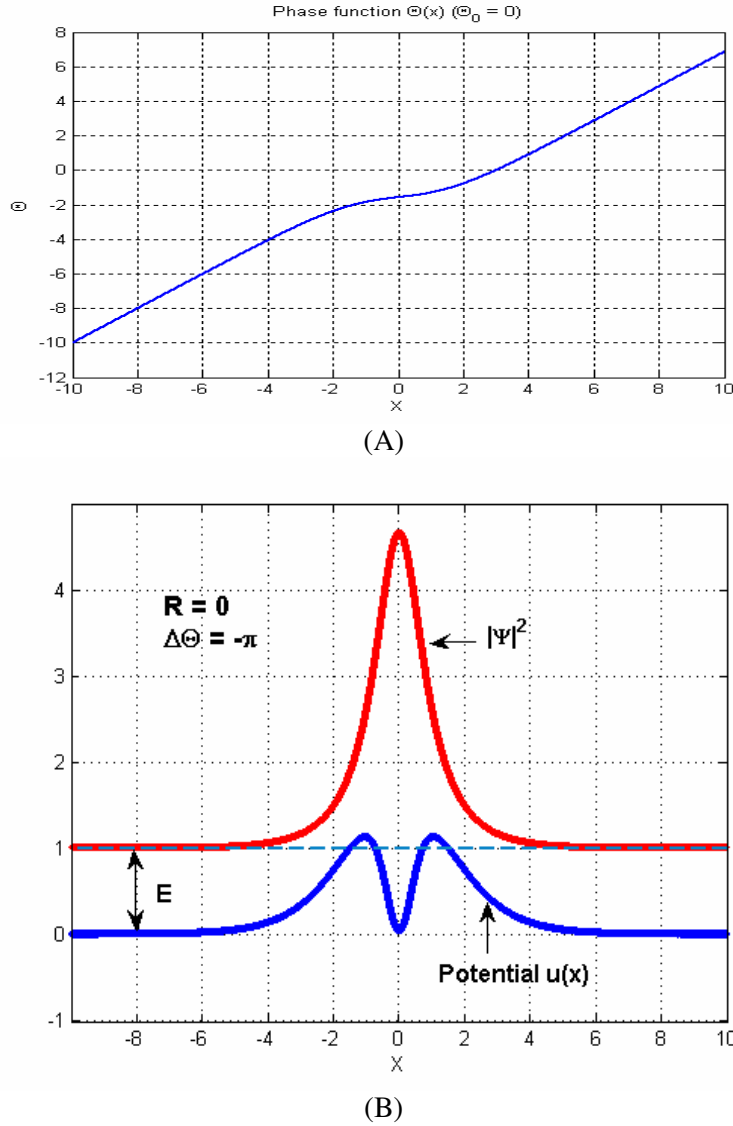 Phase function Θ(x) (Θ₀ = 0)
8
6
4
2
0
-2
-4
-6
-8
-10
-12
Θ
-10 -8 -6 -4 -2 0 2 4 6 8 10
X
(A)
4
3
2
1
0
-1
R = 0
ΔΘ = -π
|Ψ|²
E
Potential u(x)
-8 -6 -4 -2 0 2 4 6 8 10
X
(B)